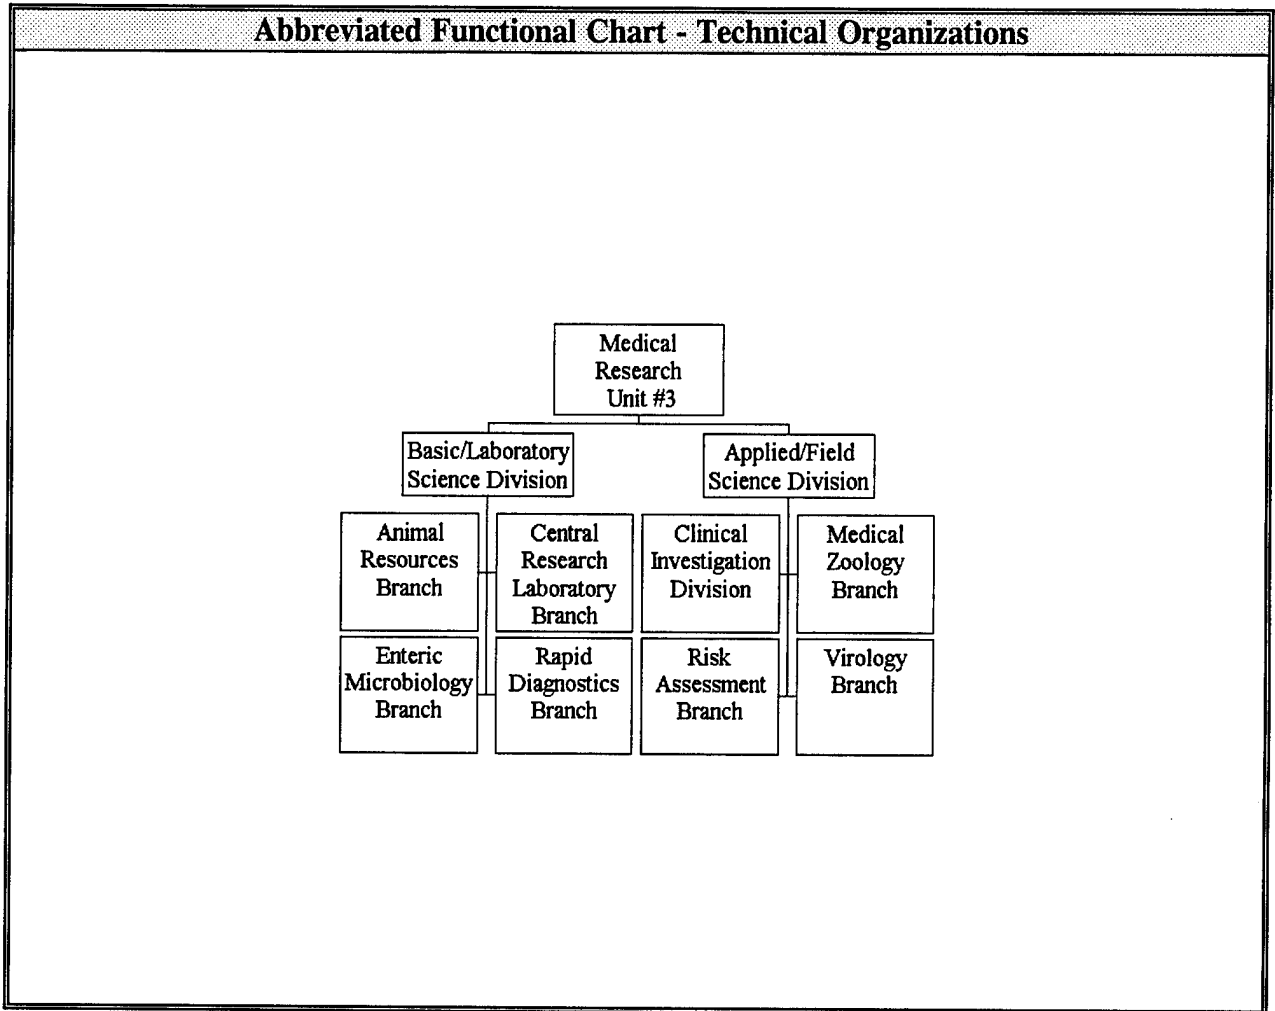 Abbreviated Functional Chart - Technical Organizations
Medical
Research
Unit #3
Basic/Laboratory
Science Division
Applied/Field
Science Division
Animal
Resources
Branch
Central
Research
Laboratory
Branch
Clinical
Investigation
Division
Medical
Zoology
Branch
Enteric
Microbiology
Branch
Rapid
Diagnostics
Branch
Risk
Assessment
Branch
Virology
Branch